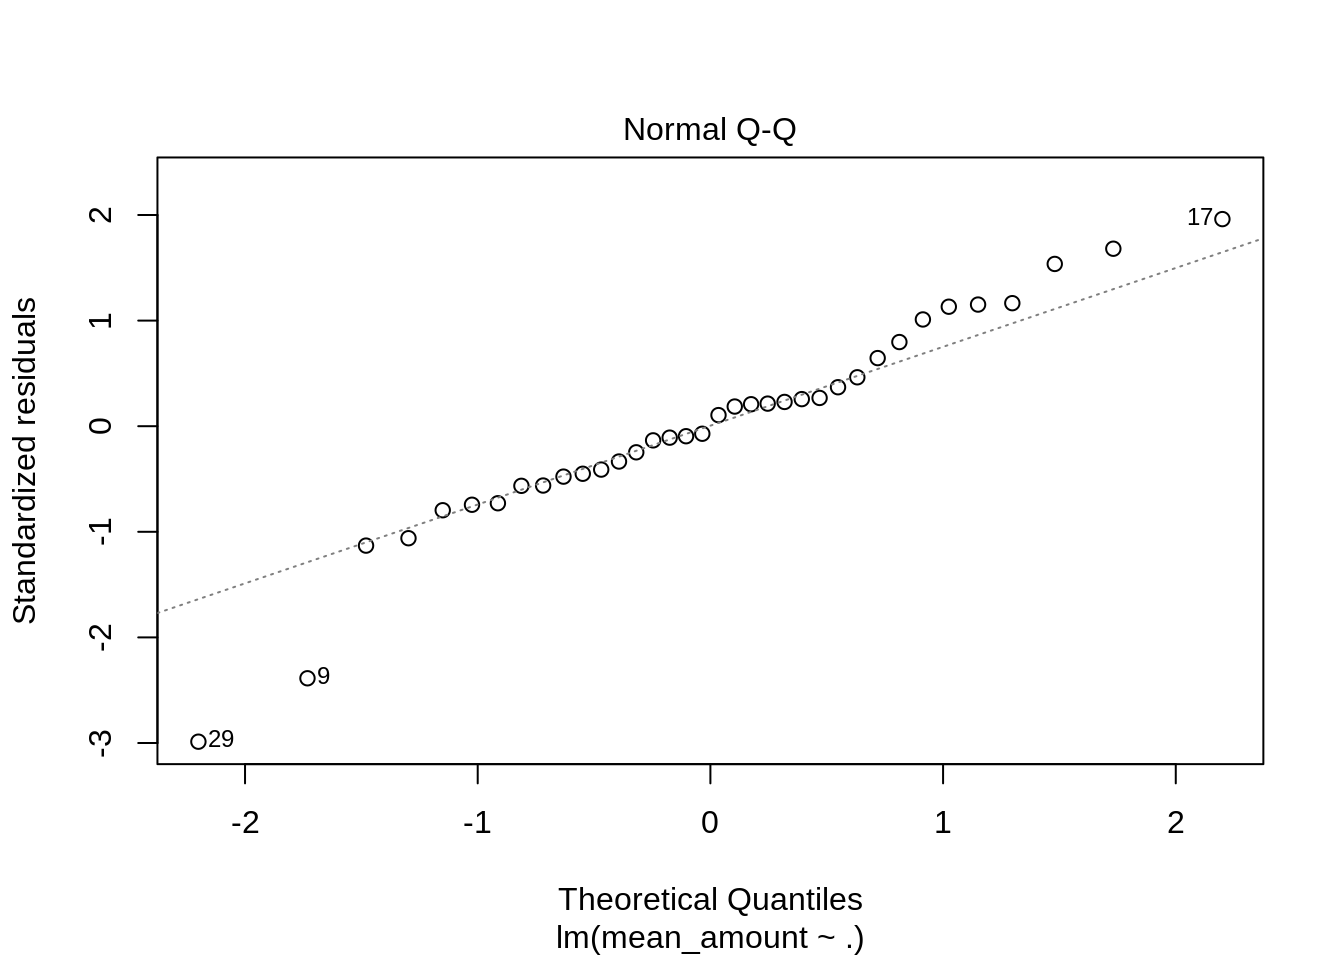 Normal Q-Q
Standardized residuals
2
1
0
-1
-2
-3
17
9
29
-2 -1 0 1 2
Theoretical Quantiles
lm(mean_amount ~ .)